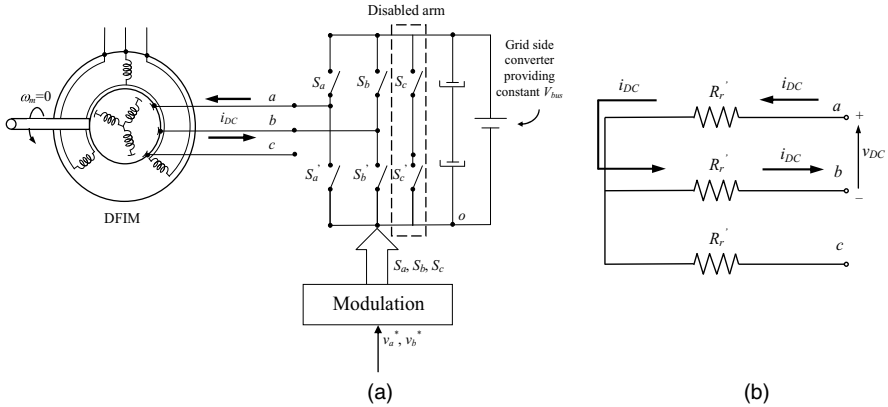 Disabled arm
Grid side
converter
providing
constant V_bus
S_a
S_b
S_c
ω_m=0
a
i_DC
b
c
S_a'
S_b'
S_c'
DFIM
o
S_a, S_b, S_c
Modulation
v_a*, v_b*
(a)
i_DC
R_r'
i_DC
a
+
v_DC
R_r'
i_DC
b
−
R_r'
c
(b)